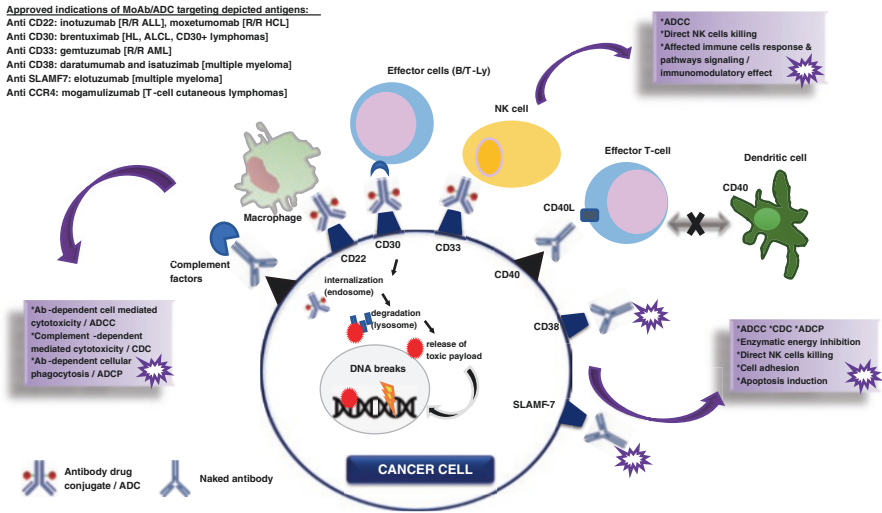 Approved indications of MoAb/ADC targeting depicted antigens:
Anti CD22: inotuzumab [R/R ALL], moxetumomab [R/R HCL]
Anti CD30: brentuximab [HL, ALCL, CD30+ lymphomas]
Anti CD33: gemtuzumab [R/R AML]
Anti CD38: daratumumab and isatuzimab [multiple myeloma]
Anti SLAMF7: elotuzumab [multiple myeloma]
Anti CCR4: mogamulizumab [T-cell cutaneous lymphomas]
*ADCC
*Direct NK cells killing
*Affected immune cells response &
pathways signaling /
immunomodulatory effect
Effector cells (B/T-Ly)
NK cell
Effector T-cell
Dendritic cell
CD40
CD40L
Macrophage
Complement
factors
CD22
CD30
CD33
CD40
internalization
(endosome)
degradation
(lysosome)
release of
toxic payload
DNA breaks
CD38
SLAMF-7
*Ab-dependent cell mediated
cytotoxicity / ADCC
*Complement -dependent
mediated cytotoxicity / CDC
*Ab-dependent cellular
phagocytosis / ADCP
*ADCC *CDC *ADCP
*Enzymatic energy inhibition
*Direct NK cells killing
*Cell adhesion
*Apoptosis induction
CANCER CELL
Antibody drug
conjugate / ADC
Naked antibody